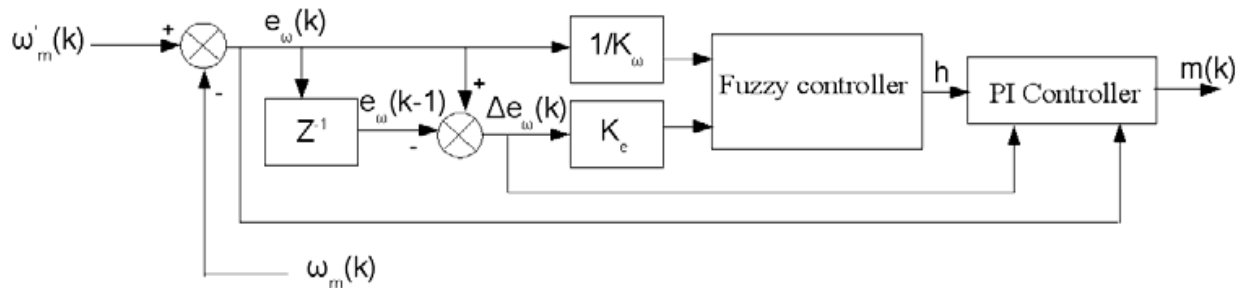 ω'm(k)
+
-
eω(k)
Z⁻¹
eω(k-1)
+
-
Δeω(k)
1/Kω
Ke
Fuzzy controller
h
PI Controller
m(k)
ωm(k)